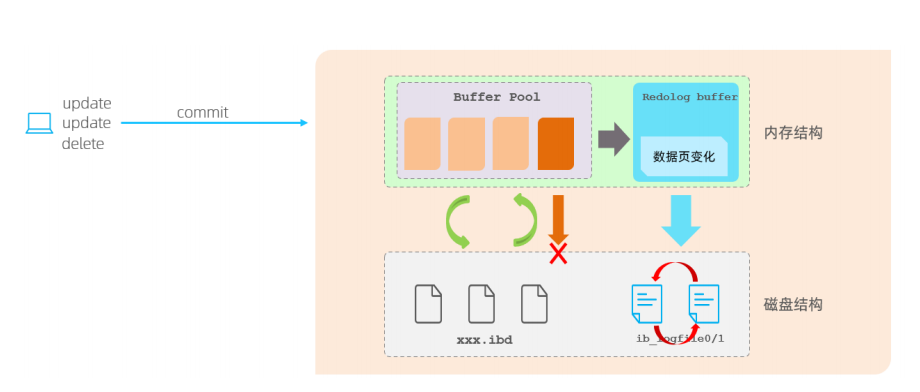 update
update
delete
commit
Buffer Pool
Redolog buffer
数据页变化
内存结构
xxx.ibd
ib_logfile0/1
磁盘结构